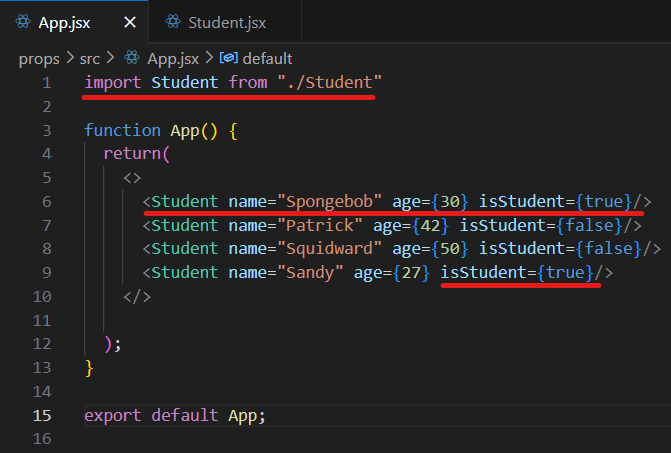 App.jsx × Student.jsx
props > src > App.jsx > default
1 import Student from "./Student"
2
3 function App() {
4 return(
5 <>
6 <Student name="Spongebob" age={30} isStudent={true}/>
7 <Student name="Patrick" age={42} isStudent={false}/>
8 <Student name="Squidward" age={50} isStudent={false}/>
9 <Student name="Sandy" age={27} isStudent={true}/>
10 </>
11
12 );
13 }
14
15 export default App;
16